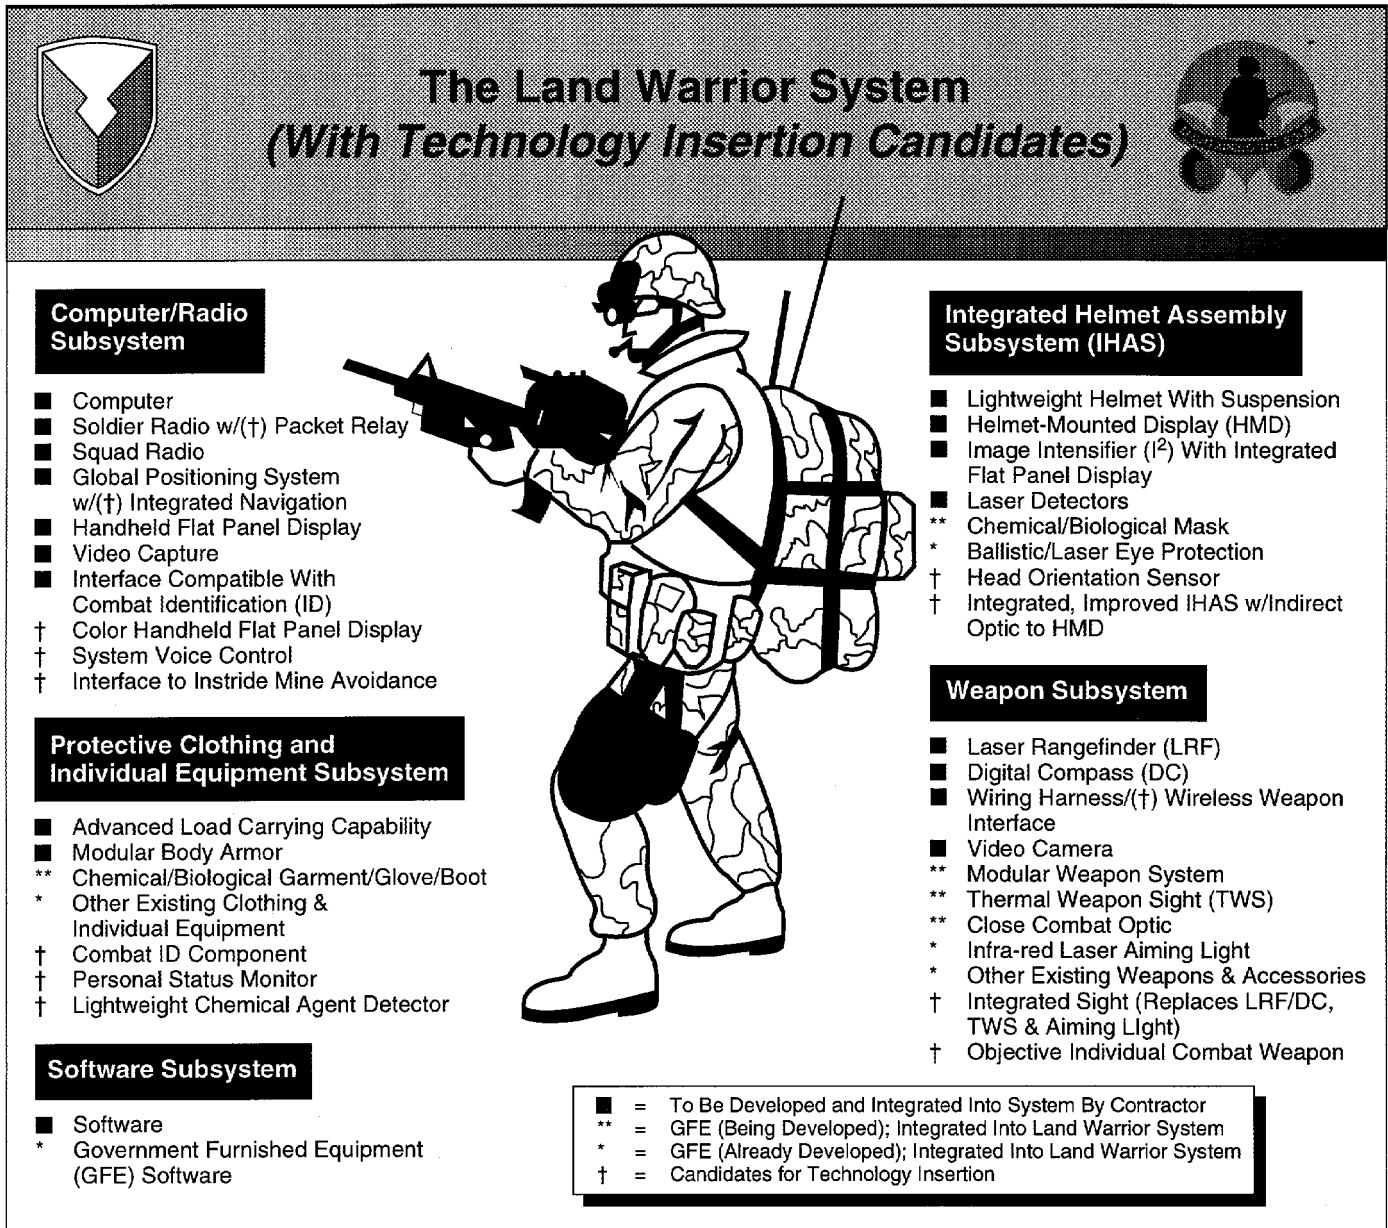 The Land Warrior System
(With Technology Insertion Candidates)
Computer/Radio
Subsystem
■ Computer
■ Soldier Radio w/(†) Packet Relay
■ Squad Radio
■ Global Positioning System
w/(†) Integrated Navigation
■ Handheld Flat Panel Display
■ Video Capture
■ Interface Compatible With
Combat Identification (ID)
† Color Handheld Flat Panel Display
† System Voice Control
† Interface to Instride Mine Avoidance
Protective Clothing and
Individual Equipment Subsystem
■ Advanced Load Carrying Capability
■ Modular Body Armor
** Chemical/Biological Garment/Glove/Boot
* Other Existing Clothing &
Individual Equipment
† Combat ID Component
† Personal Status Monitor
† Lightweight Chemical Agent Detector
Software Subsystem
■ Software
* Government Furnished Equipment
(GFE) Software
Integrated Helmet Assembly
Subsystem (IHAS)
■ Lightweight Helmet With Suspension
■ Helmet-Mounted Display (HMD)
■ Image Intensifier (I²) With Integrated
Flat Panel Display
■ Laser Detectors
** Chemical/Biological Mask
* Ballistic/Laser Eye Protection
† Head Orientation Sensor
† Integrated, Improved IHAS w/Indirect
Optic to HMD
Weapon Subsystem
■ Laser Rangefinder (LRF)
■ Digital Compass (DC)
■ Wiring Harness/(†) Wireless Weapon
Interface
■ Video Camera
** Modular Weapon System
** Thermal Weapon Sight (TWS)
** Close Combat Optic
* Infra-red Laser Aiming Light
* Other Existing Weapons & Accessories
† Integrated Sight (Replaces LRF/DC,
TWS & Aiming LIght)
† Objective Individual Combat Weapon
■ = To Be Developed and Integrated Into System By Contractor
** = GFE (Being Developed); Integrated Into Land Warrior System
* = GFE (Already Developed); Integrated Into Land Warrior System
† = Candidates for Technology Insertion